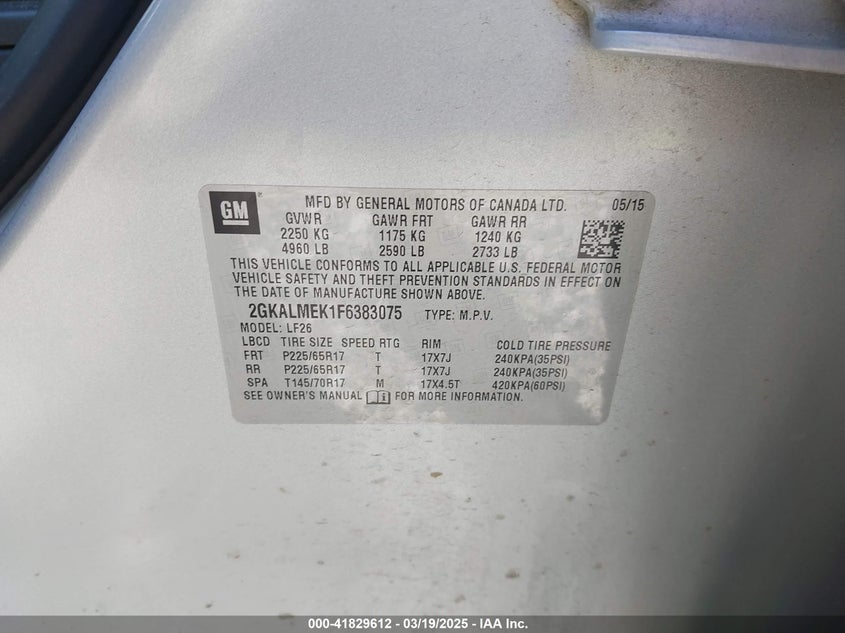 GM
MFD BY GENERAL MOTORS OF CANADA LTD. 05/15
GVWR GAWR FRT GAWR RR
2250 KG 1175 KG 1240 KG
4960 LB 2590 LB 2733 LB
THIS VEHICLE CONFORMS TO ALL APPLICABLE U.S. FEDERAL MOTOR
VEHICLE SAFETY AND THEFT PREVENTION STANDARDS IN EFFECT ON
THE DATE OF MANUFACTURE SHOWN ABOVE.
2GKALMEK1F6383075 TYPE: M.P.V.
MODEL: LF26
LBCD TIRE SIZE SPEED RTG RIM COLD TIRE PRESSURE
FRT P225/65R17 T 17X7J 240KPA(35PSI)
RR P225/65R17 T 17X7J 240KPA(35PSI)
SPA T145/70R17 M 17X4.5T 420KPA(60PSI)
SEE OWNER'S MANUAL FOR MORE INFORMATION.
000-41829612 - 03/19/2025 - IAA Inc.